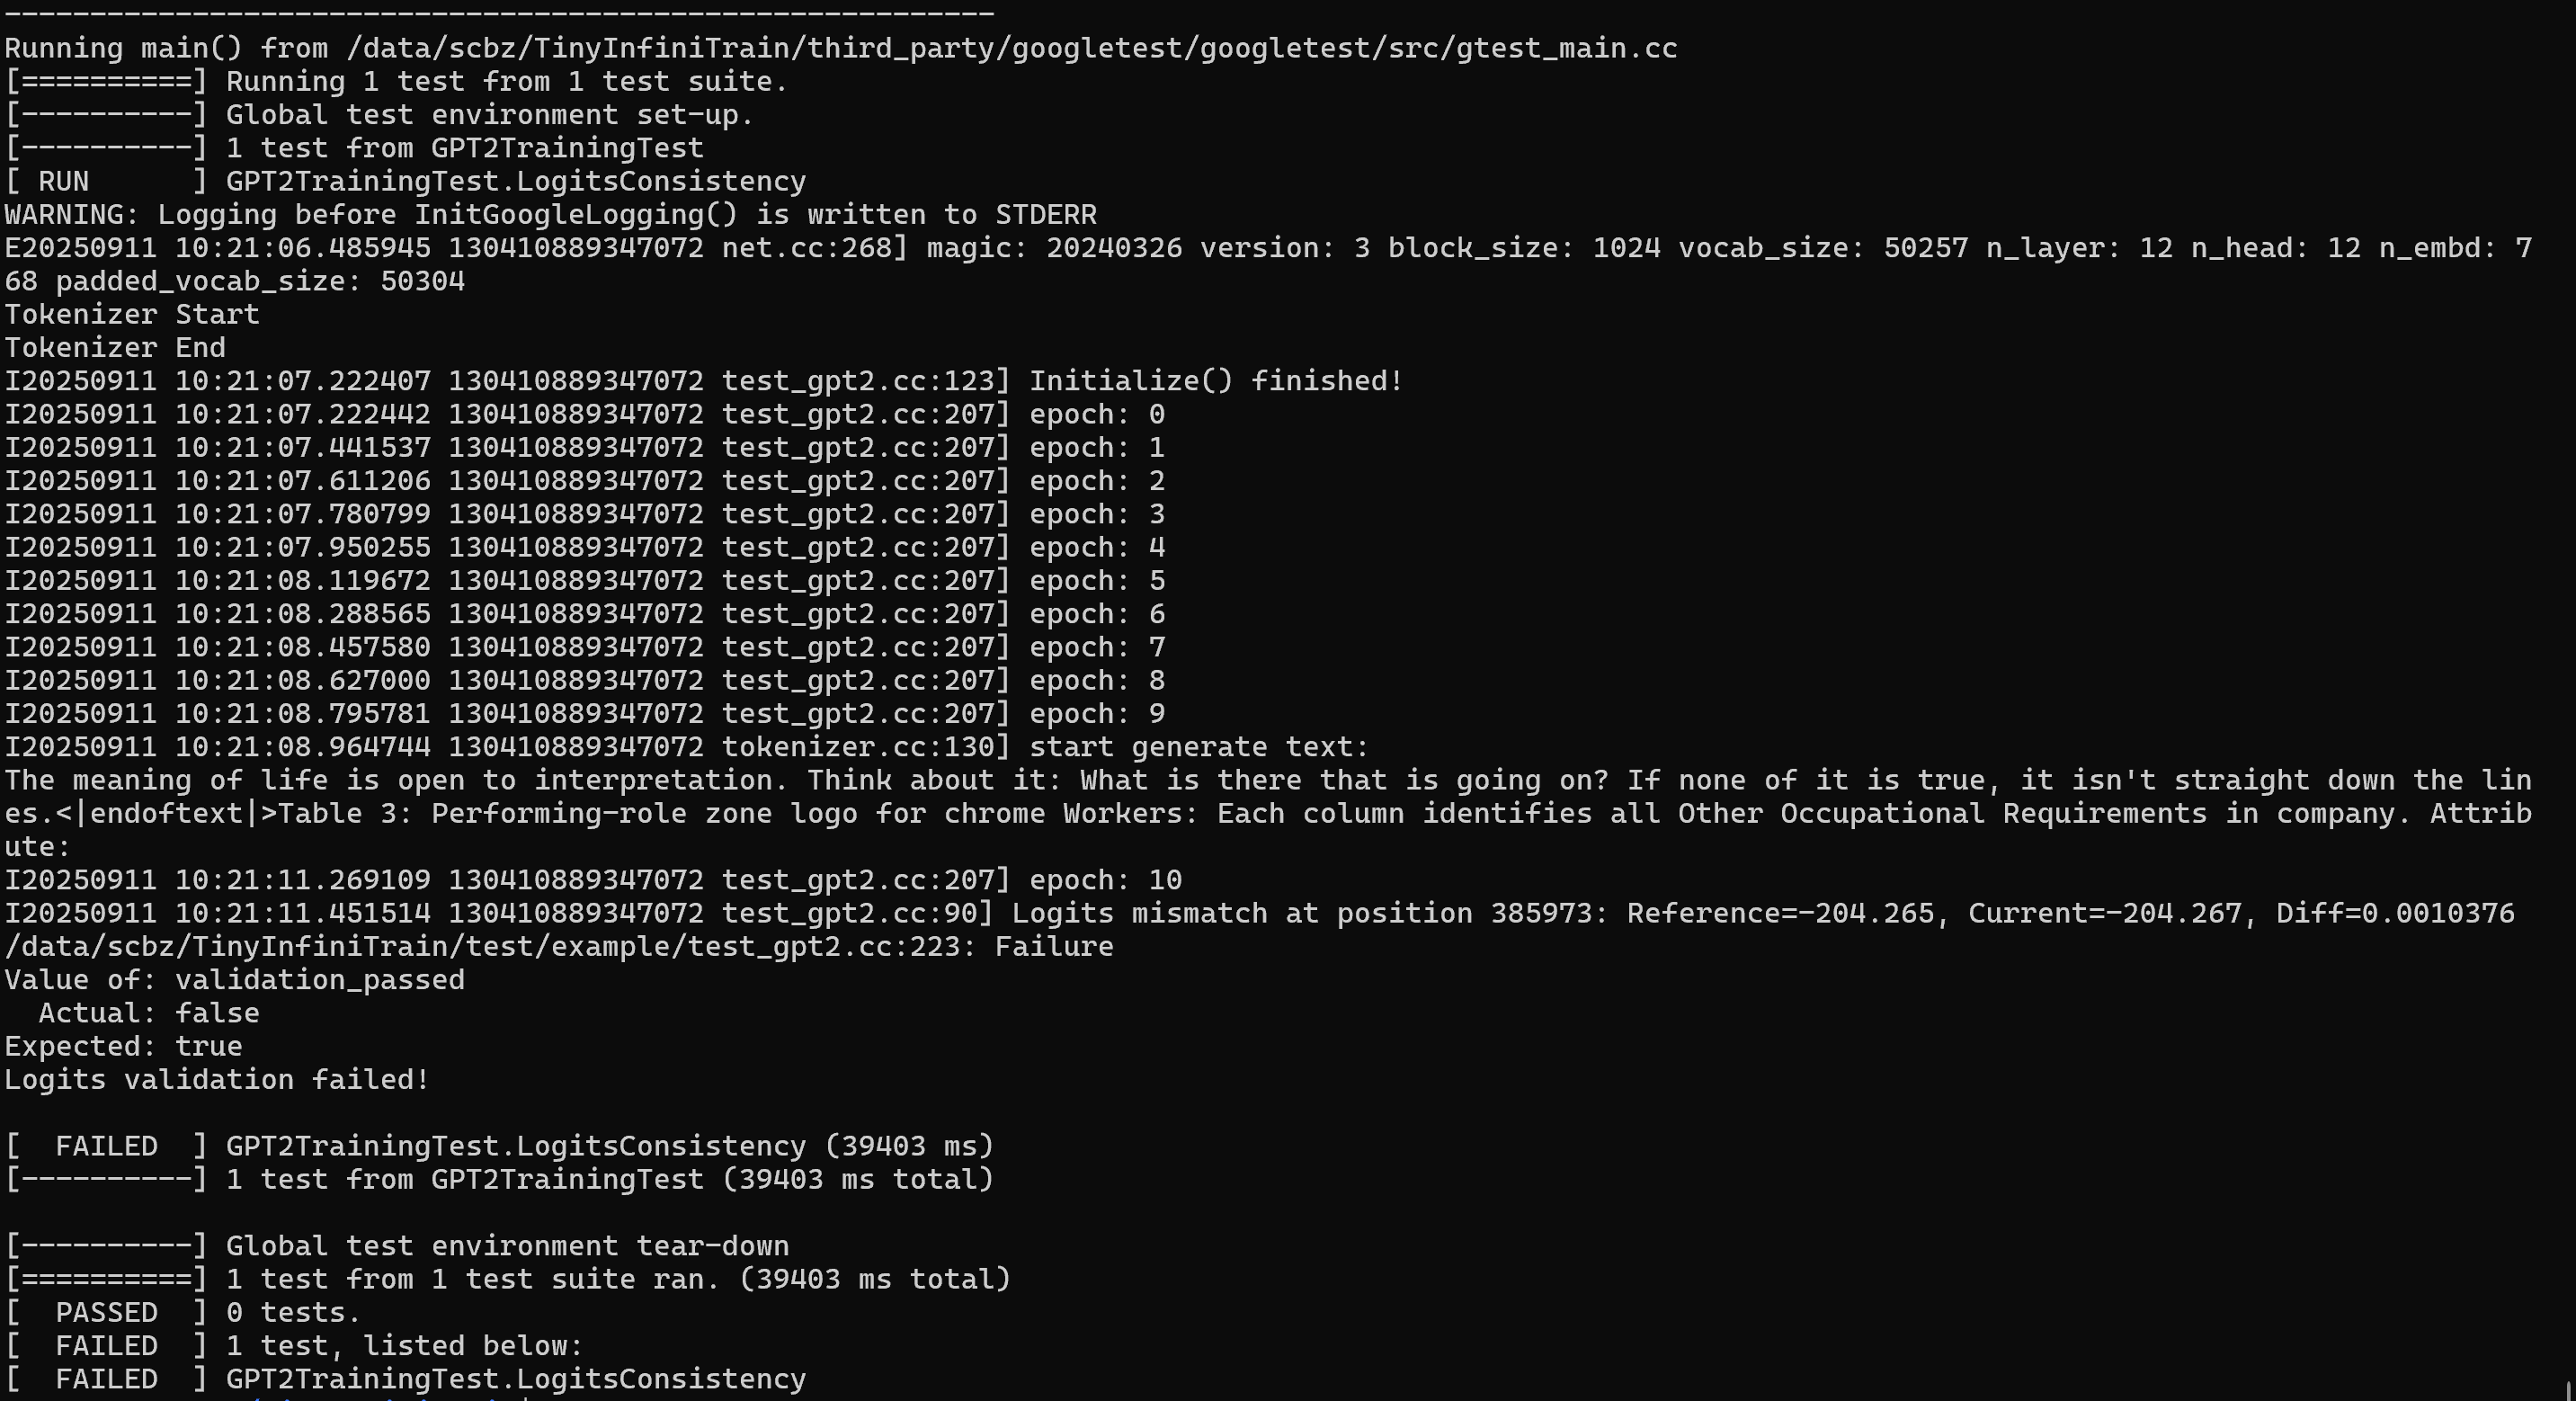 ----------------------------------------------------------
Running main() from /data/scbz/TinyInfiniTrain/third_party/googletest/googletest/src/gtest_main.cc
[==========] Running 1 test from 1 test suite.
[----------] Global test environment set-up.
[----------] 1 test from GPT2TrainingTest
[ RUN      ] GPT2TrainingTest.LogitsConsistency
WARNING: Logging before InitGoogleLogging() is written to STDERR
E20250911 10:21:06.485945 130410889347072 net.cc:268] magic: 20240326 version: 3 block_size: 1024 vocab_size: 50257 n_layer: 12 n_head: 12 n_embd: 7
68 padded_vocab_size: 50304
Tokenizer Start
Tokenizer End
I20250911 10:21:07.222407 130410889347072 test_gpt2.cc:123] Initialize() finished!
I20250911 10:21:07.222442 130410889347072 test_gpt2.cc:207] epoch: 0
I20250911 10:21:07.441537 130410889347072 test_gpt2.cc:207] epoch: 1
I20250911 10:21:07.611206 130410889347072 test_gpt2.cc:207] epoch: 2
I20250911 10:21:07.780799 130410889347072 test_gpt2.cc:207] epoch: 3
I20250911 10:21:07.950255 130410889347072 test_gpt2.cc:207] epoch: 4
I20250911 10:21:08.119672 130410889347072 test_gpt2.cc:207] epoch: 5
I20250911 10:21:08.288565 130410889347072 test_gpt2.cc:207] epoch: 6
I20250911 10:21:08.457580 130410889347072 test_gpt2.cc:207] epoch: 7
I20250911 10:21:08.627000 130410889347072 test_gpt2.cc:207] epoch: 8
I20250911 10:21:08.795781 130410889347072 test_gpt2.cc:207] epoch: 9
I20250911 10:21:08.964744 130410889347072 tokenizer.cc:130] start generate text:
The meaning of life is open to interpretation. Think about it: What is there that is going on? If none of it is true, it isn't straight down the lin
es.<|endoftext|>Table 3: Performing-role zone logo for chrome Workers: Each column identifies all Other Occupational Requirements in company. Attrib
ute:
I20250911 10:21:11.269109 130410889347072 test_gpt2.cc:207] epoch: 10
I20250911 10:21:11.451514 130410889347072 test_gpt2.cc:90] Logits mismatch at position 385973: Reference=-204.265, Current=-204.267, Diff=0.0010376
/data/scbz/TinyInfiniTrain/test/example/test_gpt2.cc:223: Failure
Value of: validation_passed
  Actual: false
Expected: true
Logits validation failed!

[  FAILED  ] GPT2TrainingTest.LogitsConsistency (39403 ms)
[----------] 1 test from GPT2TrainingTest (39403 ms total)

[----------] Global test environment tear-down
[==========] 1 test from 1 test suite ran. (39403 ms total)
[  PASSED  ] 0 tests.
[  FAILED  ] 1 test, listed below:
[  FAILED  ] GPT2TrainingTest.LogitsConsistency